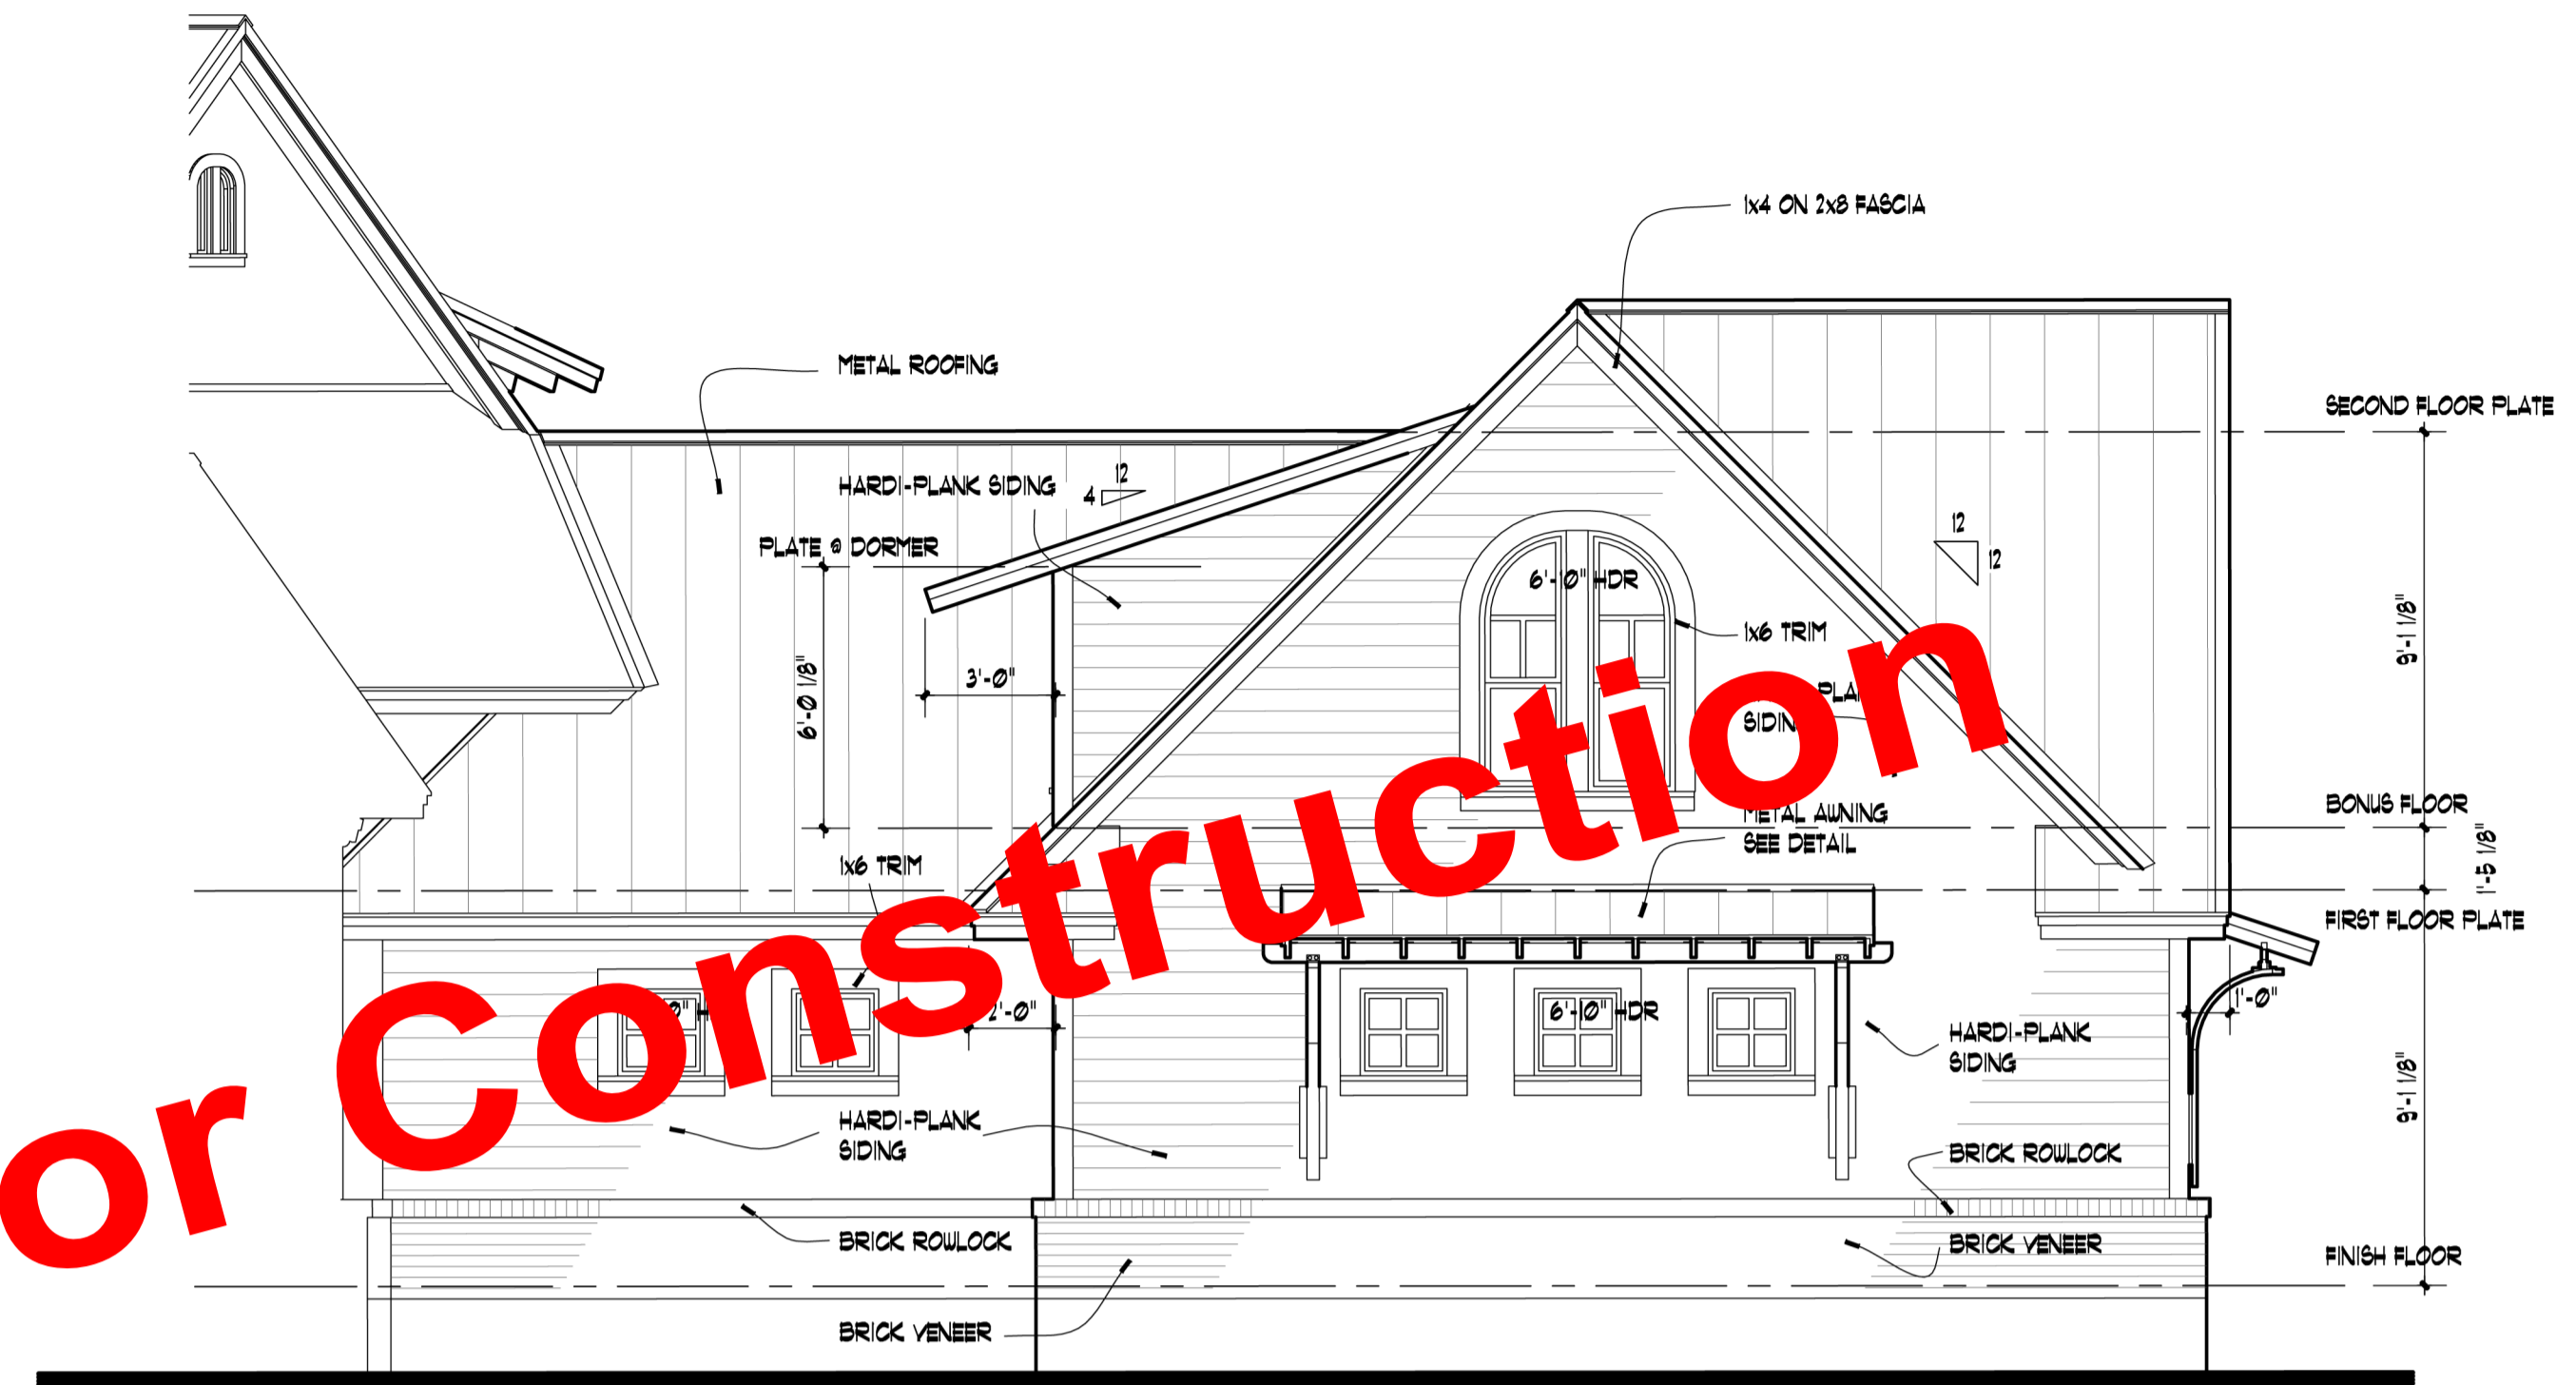 1x4 ON 2x8 FASCIA
METAL ROOFING
SECOND FLOOR PLATE
HARDI-PLANK SIDING
12
4
12
12
PLATE @ DORMER
6'-10" HDR
1x6 TRIM
9'-1 1/8"
3'-0"
6'-0 1/8"
BONUS FLOOR
METAL AWNING
SEE DETAIL
1'-5 1/8"
1x6 TRIM
FIRST FLOOR PLATE
2'-0"
6'-10" HDR
1'-0"
HARDI-PLANK
SIDING
9'-1 1/8"
HARDI-PLANK
SIDING
BRICK ROWLOCK
BRICK ROWLOCK
BRICK VENEER
FINISH FLOOR
BRICK VENEER
or Construction